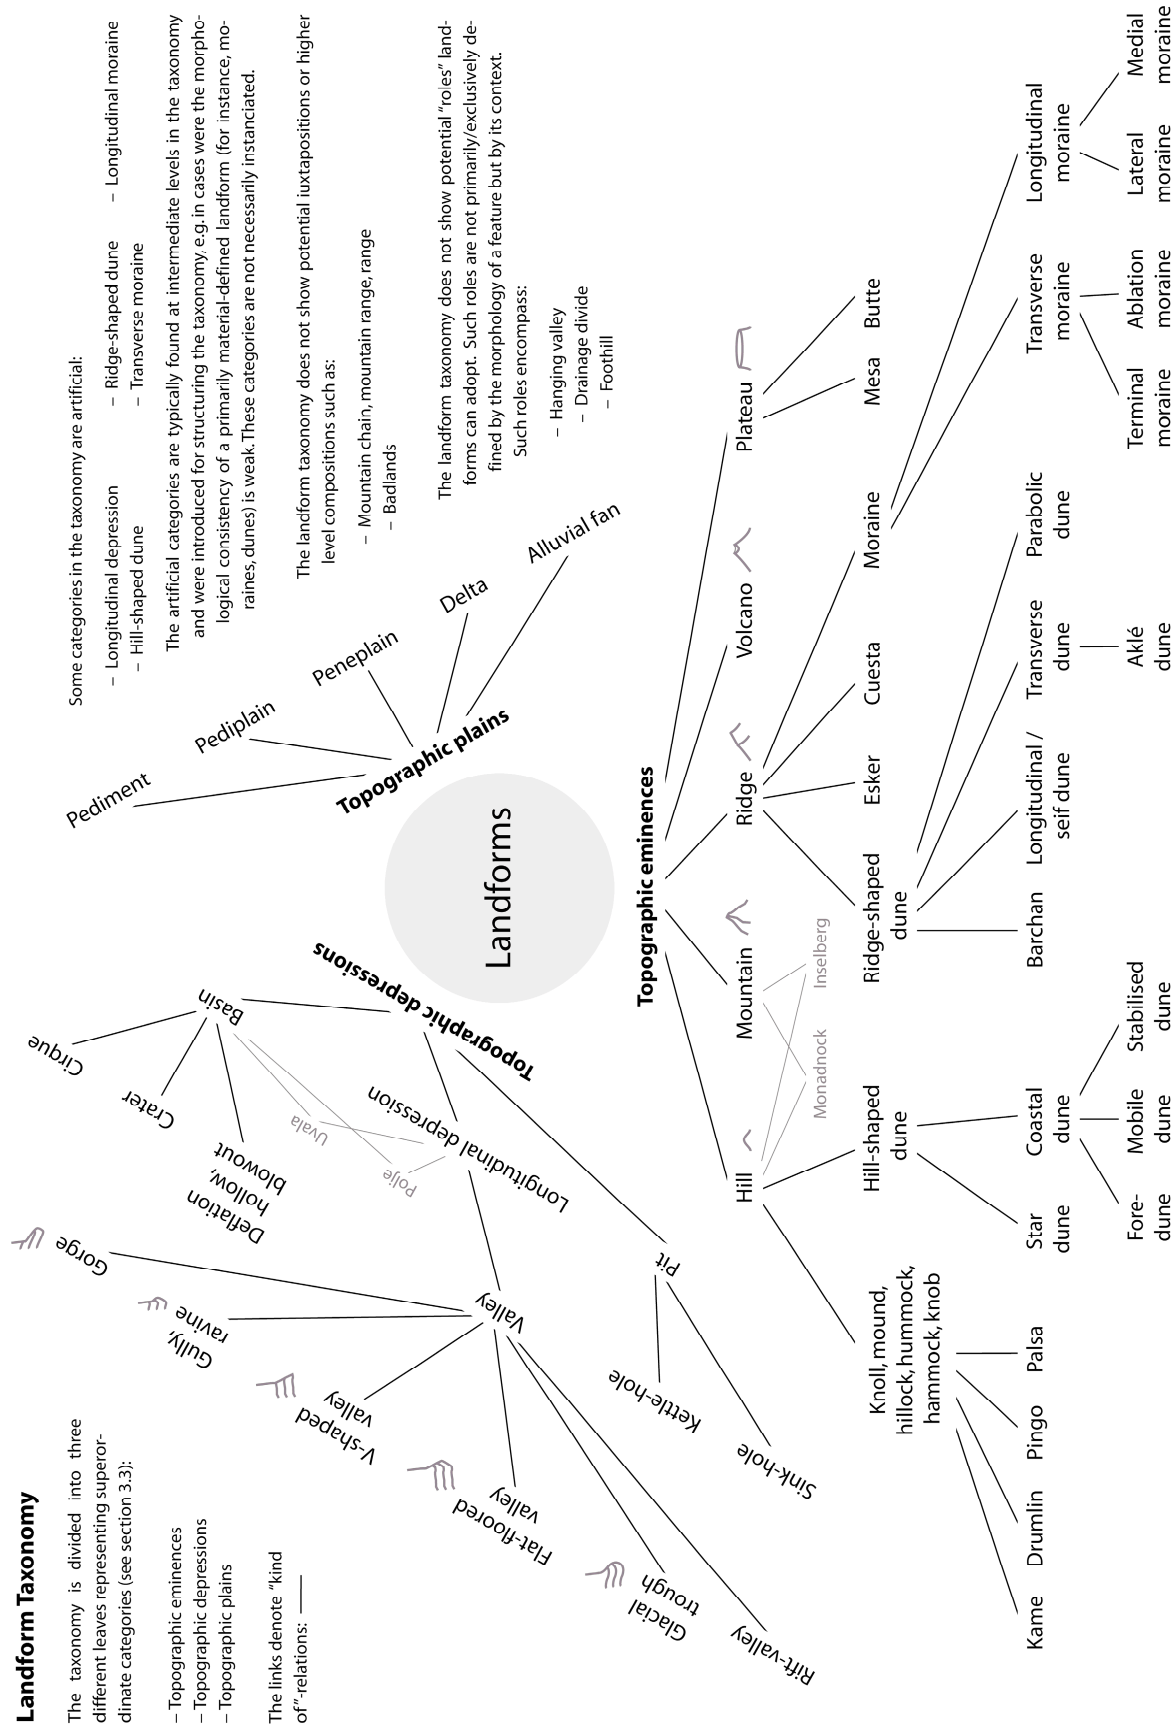 Landform Taxonomy
The taxonomy is divided into three
different leaves representing superor-
dinate categories (see section 3.3):
– Topographic eminences
– Topographic depressions
– Topographic plains
The links denote "kind
of"-relations:
Some categories in the taxonomy are artificial:
– Longitudinal depression
– Ridge-shaped dune
– Longitudinal moraine
– Hill-shaped dune
– Transverse moraine
The artificial categories are typically found at intermediate levels in the taxonomy
and were introduced for structuring the taxonomy, e.g. in cases were the morpho-
logical consistency of a primarily material-defined landform (for instance, mo-
raines, dunes) is weak. These categories are not necessarily instanciated.
The landform taxonomy does not show potential iuxtapositions or higher
level compositions such as:
– Mountain chain, mountain range, range
– Badlands
The landform taxonomy does not show potential "roles" land-
forms can adopt. Such roles are not primarily/exclusively de-
fined by the morphology of a feature but by its context.
Such roles encompass:
– Hanging valley
– Drainage divide
– Foothill
Landforms
Topographic depressions
Basin
Cirque
Crater
Deflation
hollow,
blowout
Uvala
Polje
Longitudinal depression
Valley
Gorge
Gully,
ravine
V-shaped
valley
Flat-floored
valley
Glacial
trough
Rift-valley
Pit
Kettle-hole
Sink-hole
Topographic plains
Pediment
Pediplain
Peneplain
Delta
Alluvial fan
Topographic eminences
Hill
Mountain
Ridge
Volcano
Plateau
Monadnock
Inselberg
Knoll, mound,
hillock, hummock,
hammock, knob
Hill-shaped
dune
Ridge-shaped
dune
Esker
Cuesta
Moraine
Mesa
Butte
Kame
Drumlin
Pingo
Palsa
Star
dune
Coastal
dune
Barchan
Longitudinal /
seif dune
Transverse
dune
Parabolic
dune
Transverse
moraine
Longitudinal
moraine
Fore-
dune
Mobile
dune
Stabilised
dune
Aklé
dune
Terminal
moraine
Ablation
moraine
Lateral
moraine
Medial
moraine